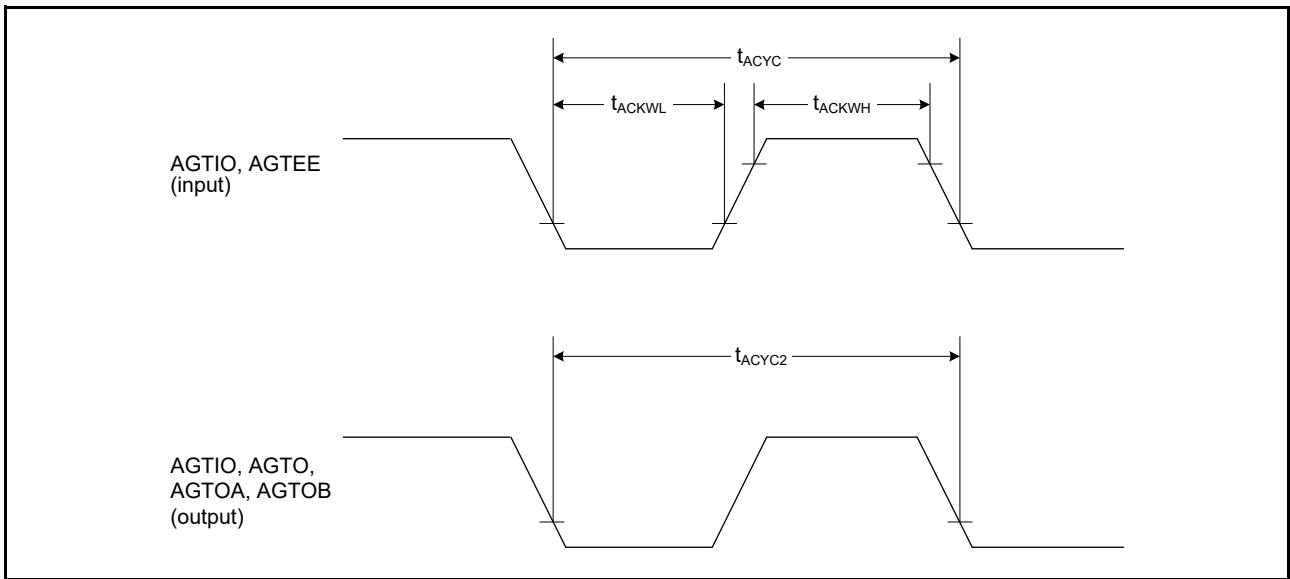 tACYC
tACKWL
tACKWH
AGTIO, AGTEE
(input)
tACYC2
AGTIO, AGTO,
AGTOA, AGTOB
(output)